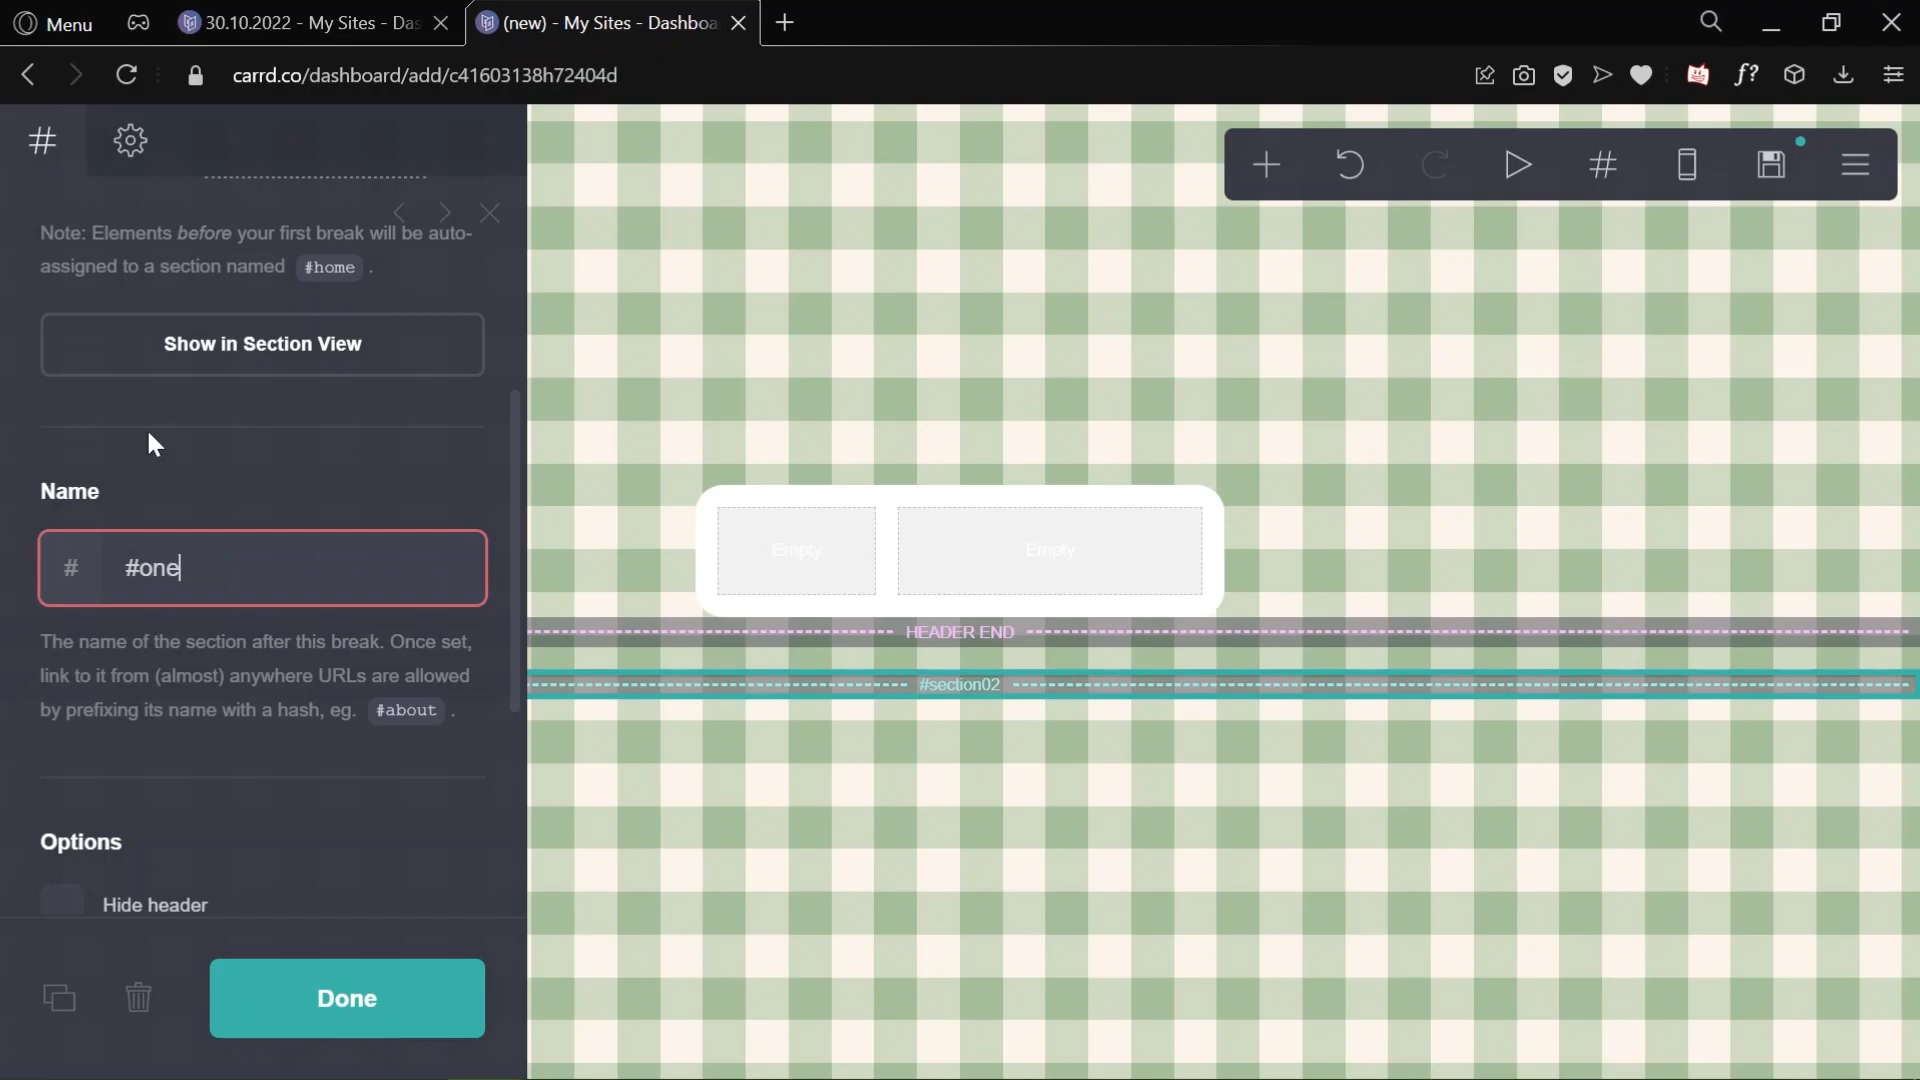 Menu
30.10.2022 - My Sites - Das
(new) - My Sites - Dashboa
carrd.co/dashboard/add/c41603138h72404d
f?
Note: Elements before your first break will be auto-
assigned to a section named #home .
Show in Section View
Name
# #one
The name of the section after this break. Once set,
link to it from (almost) anywhere URLs are allowed
by prefixing its name with a hash, eg. #about .
Options
Hide header
Done
Empty
Empty
HEADER END
#section02